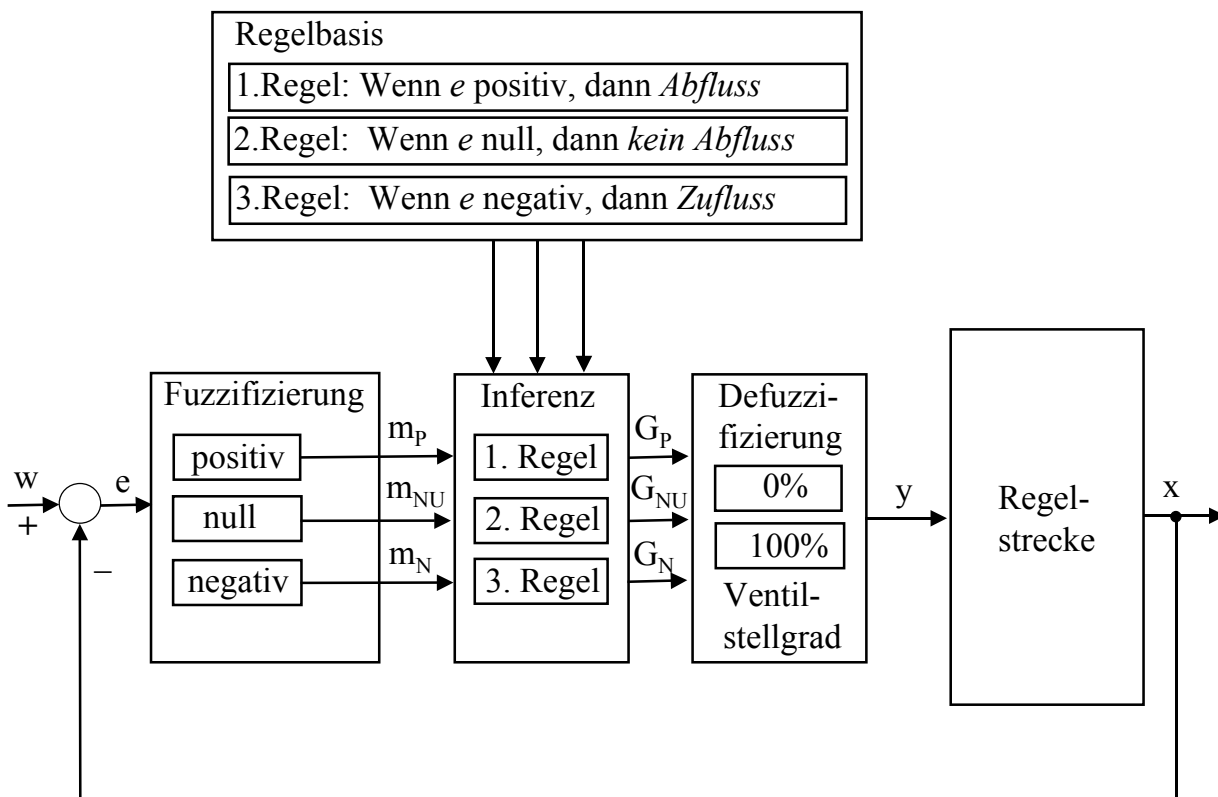 Regelbasis
1.Regel: Wenn e positiv, dann Abfluss
2.Regel: Wenn e null, dann kein Abfluss
3.Regel: Wenn e negativ, dann Zufluss
Fuzzifizierung
positiv
null
negativ
w
+
–
e
m_P
m_NU
m_N
Inferenz
1. Regel
2. Regel
3. Regel
G_P
G_NU
G_N
Defuzzi-
fizierung
0%
100%
Ventil-
stellgrad
y
Regel-
strecke
x